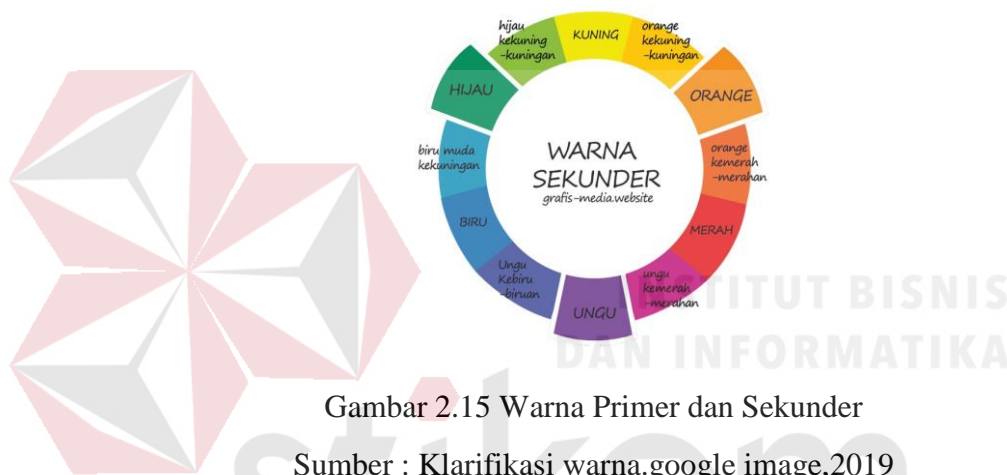 hijau
kekuning
-kuningan
KUNING
orange
kekuning
-kuningan
HIJAU
ORANGE
biru muda
kekuningan
WARNA
SEKUNDER
grafis-media.website
orange
kemerah
-merahan
BIRU
MERAH
Ungu
Kebiru
-biruan
UNGU
ungu
kemerah
-merahan
INSTITUT BISNIS
DAN INFORMATIKA
stikom
Gambar 2.15 Warna Primer dan Sekunder
Sumber : Klarifikasi warna.google image,2019